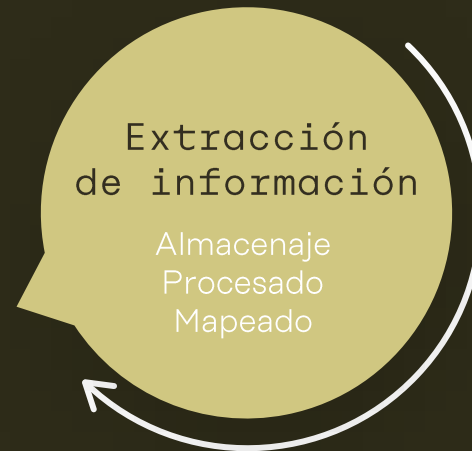 Extracción
de información
Almacenaje
Procesado
Mapeado